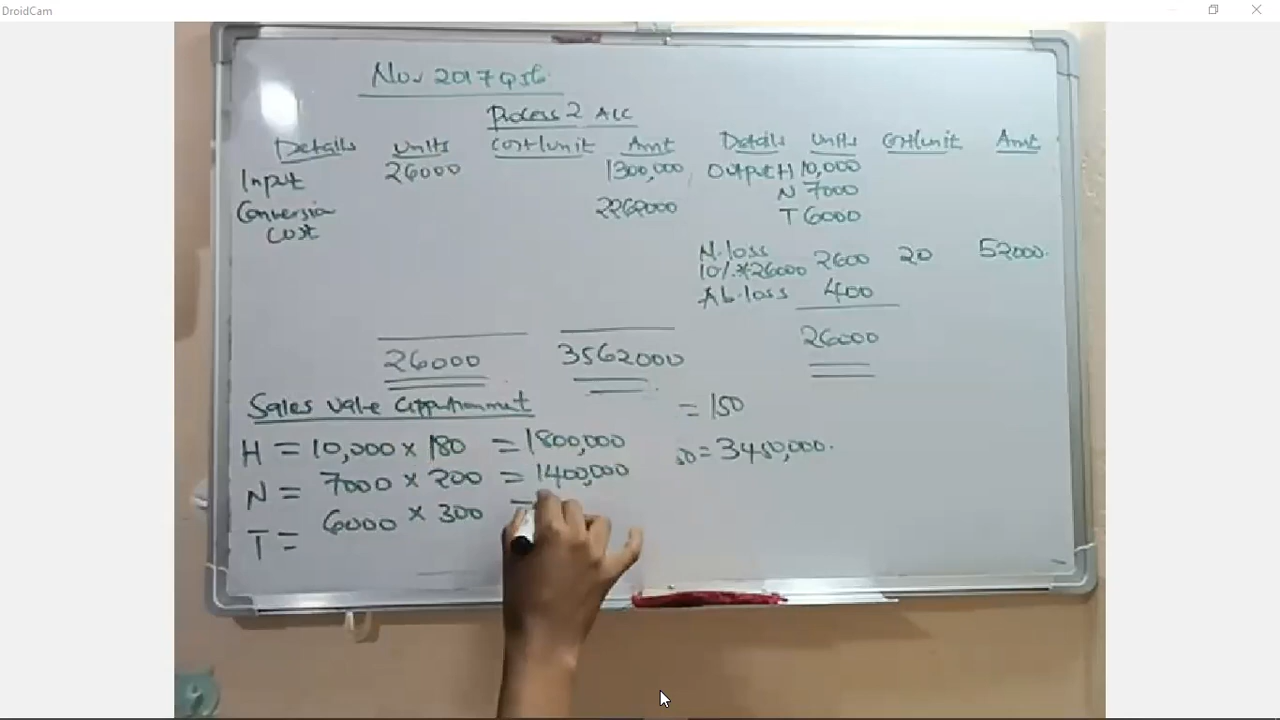 DroidCam
Nov 2017 Q5b
Process 2 Acc
Details Units Cost/unit Amt Details Units Cost/unit Amt
Input 26000 1300,000 Output H 10,000
N 7000
Conversion 2262000 T 6000
Cost
N.loss
10%*26000 2600 20 52000.
Ab.loss 400
26000
26000 3562000
Sales Value Apportionment = 150
H = 10,000 × 180 = 1800,000 = 3450,000.
N = 7000 × 200 = 1400,000
T = 6000 × 300 =